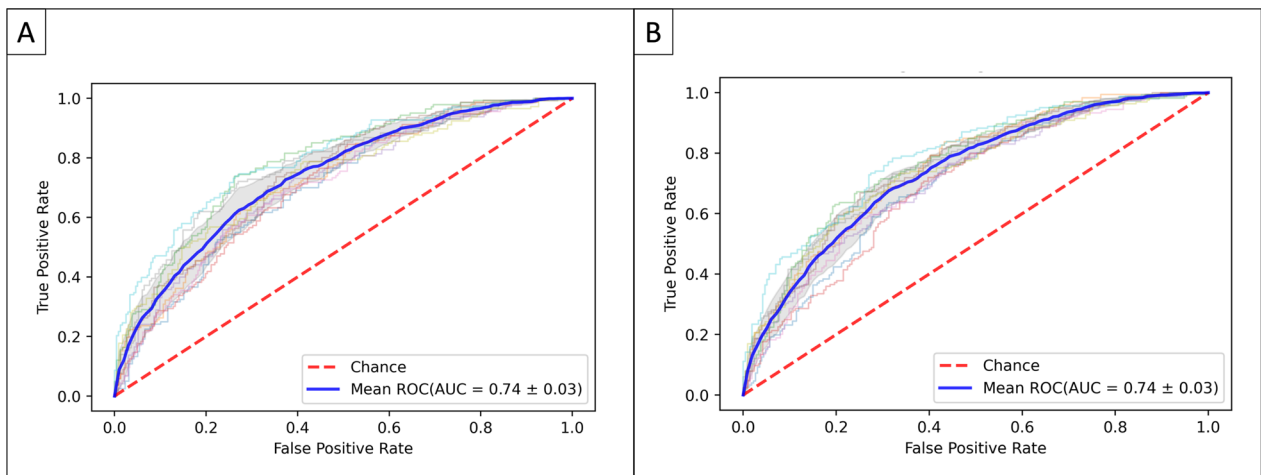 A
True Positive Rate
1.0
0.8
0.6
0.4
0.2
0.0
Chance
Mean ROC(AUC = 0.74 ± 0.03)
0.0 0.2 0.4 0.6 0.8 1.0
False Positive Rate
B
True Positive Rate
1.0
0.8
0.6
0.4
0.2
0.0
Chance
Mean ROC(AUC = 0.74 ± 0.03)
0.0 0.2 0.4 0.6 0.8 1.0
False Positive Rate